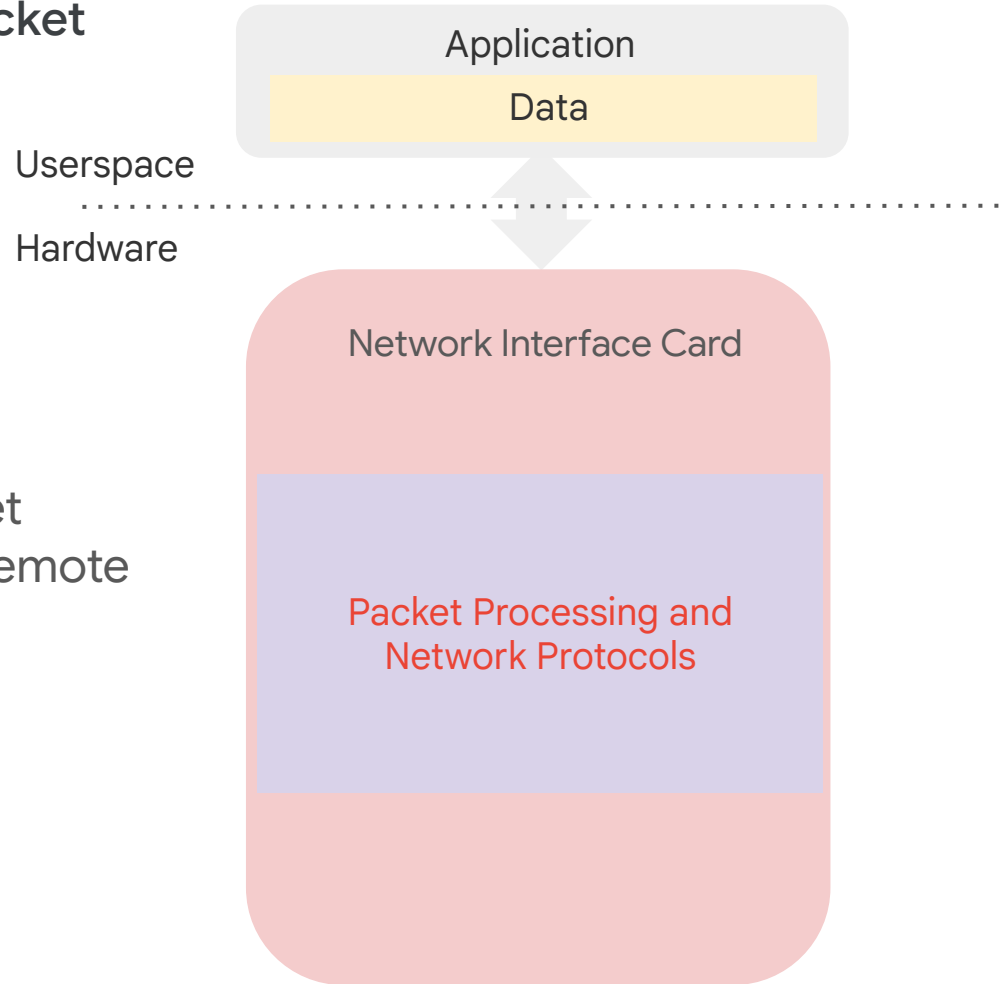 cket
Application
Data
Userspace
Hardware
Network Interface Card
et
emote
Packet Processing and
Network Protocols